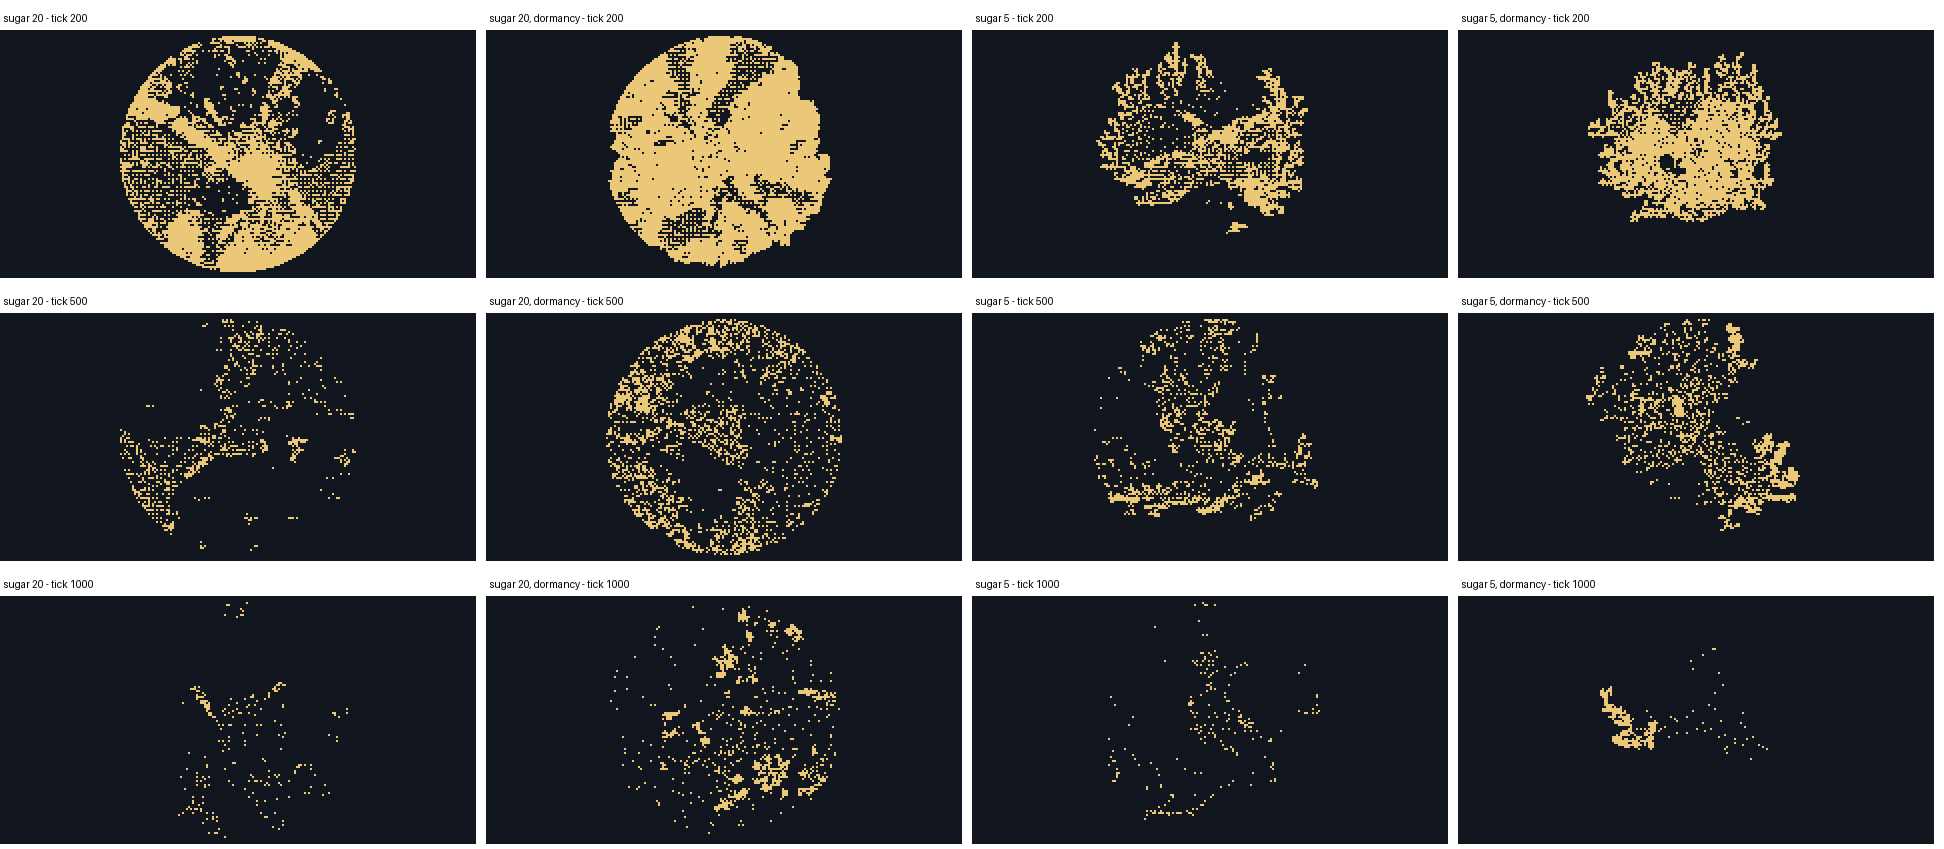 sugar 20 - tick 200
sugar 20, dormancy - tick 200
sugar 5 - tick 200
sugar 5, dormancy - tick 200
sugar 20 - tick 500
sugar 20, dormancy - tick 500
sugar 5 - tick 500
sugar 5, dormancy - tick 500
sugar 20 - tick 1000
sugar 20, dormancy - tick 1000
sugar 5 - tick 1000
sugar 5, dormancy - tick 1000